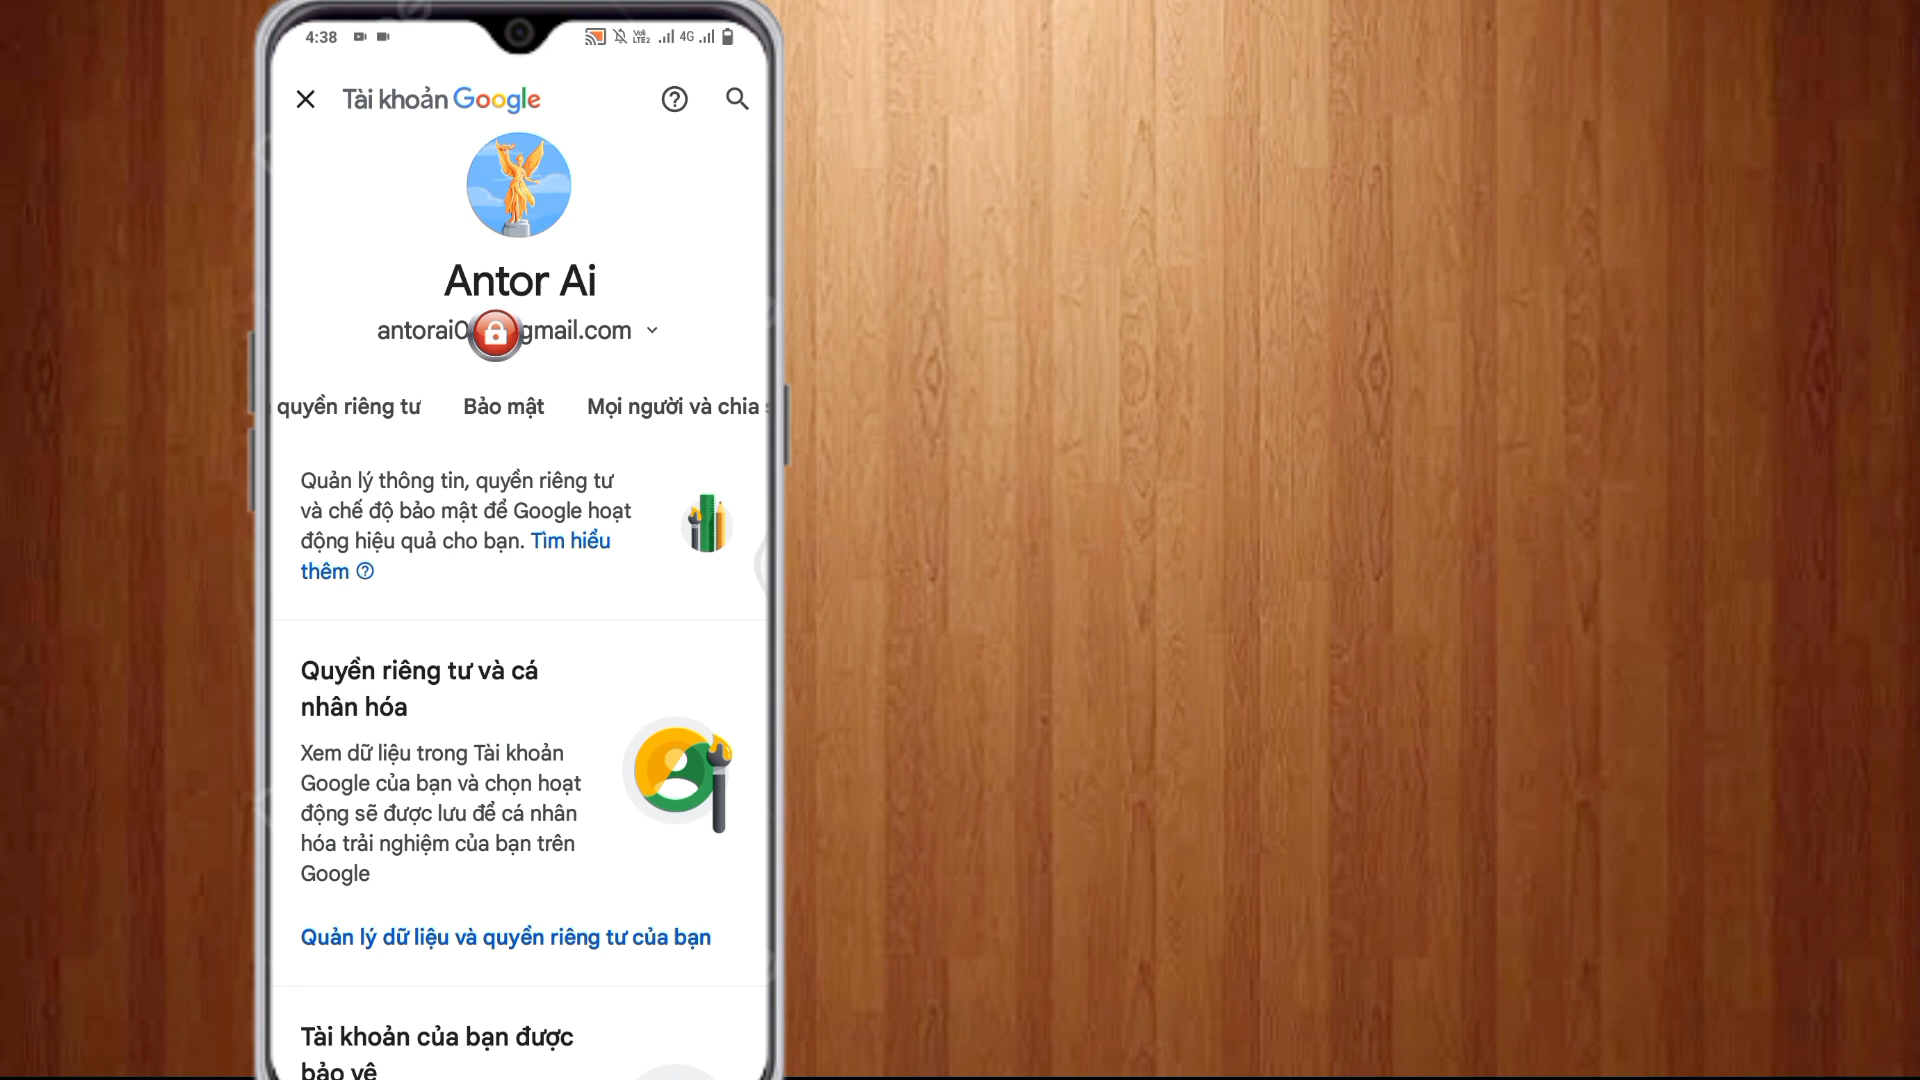 4:38
Vo))
LTE2
4G
Tài khoản Google
Antor Ai
antorai0 gmail.com
quyền riêng tư Bảo mật Mọi người và chia
Quản lý thông tin, quyền riêng tư
và chế độ bảo mật để Google hoạt
động hiệu quả cho bạn. Tìm hiểu
thêm
Quyền riêng tư và cá
nhân hóa
Xem dữ liệu trong Tài khoản
Google của bạn và chọn hoạt
động sẽ được lưu để cá nhân
hóa trải nghiệm của bạn trên
Google
Quản lý dữ liệu và quyền riêng tư của bạn
Tài khoản của bạn được
bảo vệ